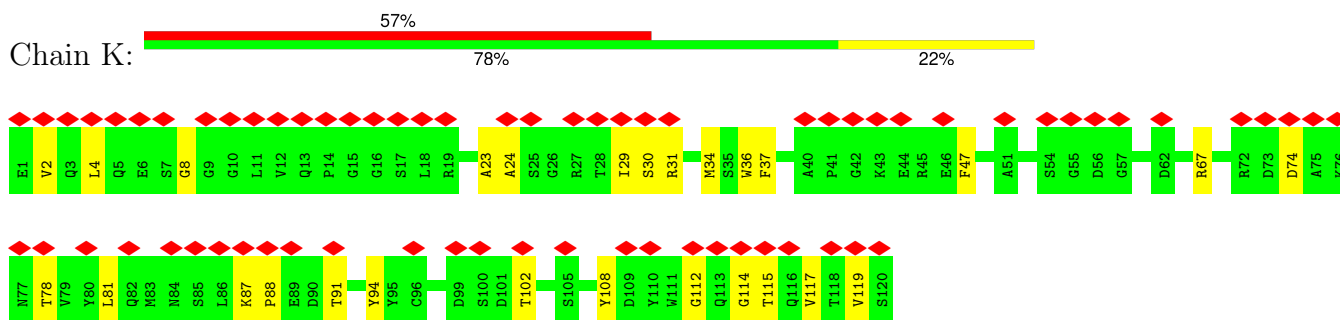 57%
Chain K:
78% 22%
E1 V2 Q3 L4 Q5 E6 S7 G8 G9 G10 L11 V12 Q13 P14 G15 G16 S17 L18 R19 A23 A24 S25 G26 R27 T28 I29 S30 R31 M34 S35 W36 F37 A40 P41 G42 K43 E44 R45 E46 F47 A51 S54 G55 D56 G57 D62 R67 R72 D73 D74 A75 K76
N77 T78 V79 Y80 L81 Q82 M83 N84 S85 L86 K87 P88 E89 D90 T91 Y94 Y95 C96 D99 S100 D101 T102 S105 Y108 D109 Y110 W111 G112 Q113 G114 T115 Q116 V117 T118 V119 S120